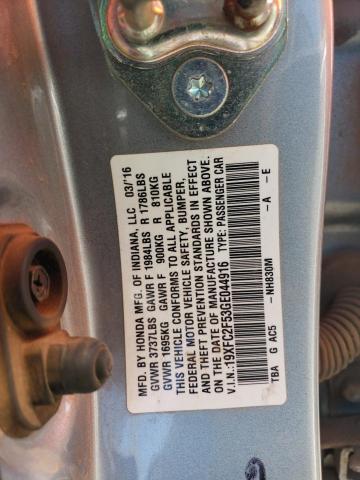 MFD. BY HONDA MFG. OF INDIANA, LLC 03/'16
GVWR 3737LBS GAWR F 1984LBS R 1786LBS
GVWR 1695KG GAWR F 900KG R 810KG
THIS VEHICLE CONFORMS TO ALL APPLICABLE
FEDERAL MOTOR VEHICLE SAFETY, BUMPER,
AND THEFT PREVENTION STANDARDS IN EFFECT
ON THE DATE OF MANUFACTURE SHOWN ABOVE.
V.I.N.:19XFC2F53GE044916 TYPE: PASSENGER CAR
-NH830M -A -E
TBA G AC5